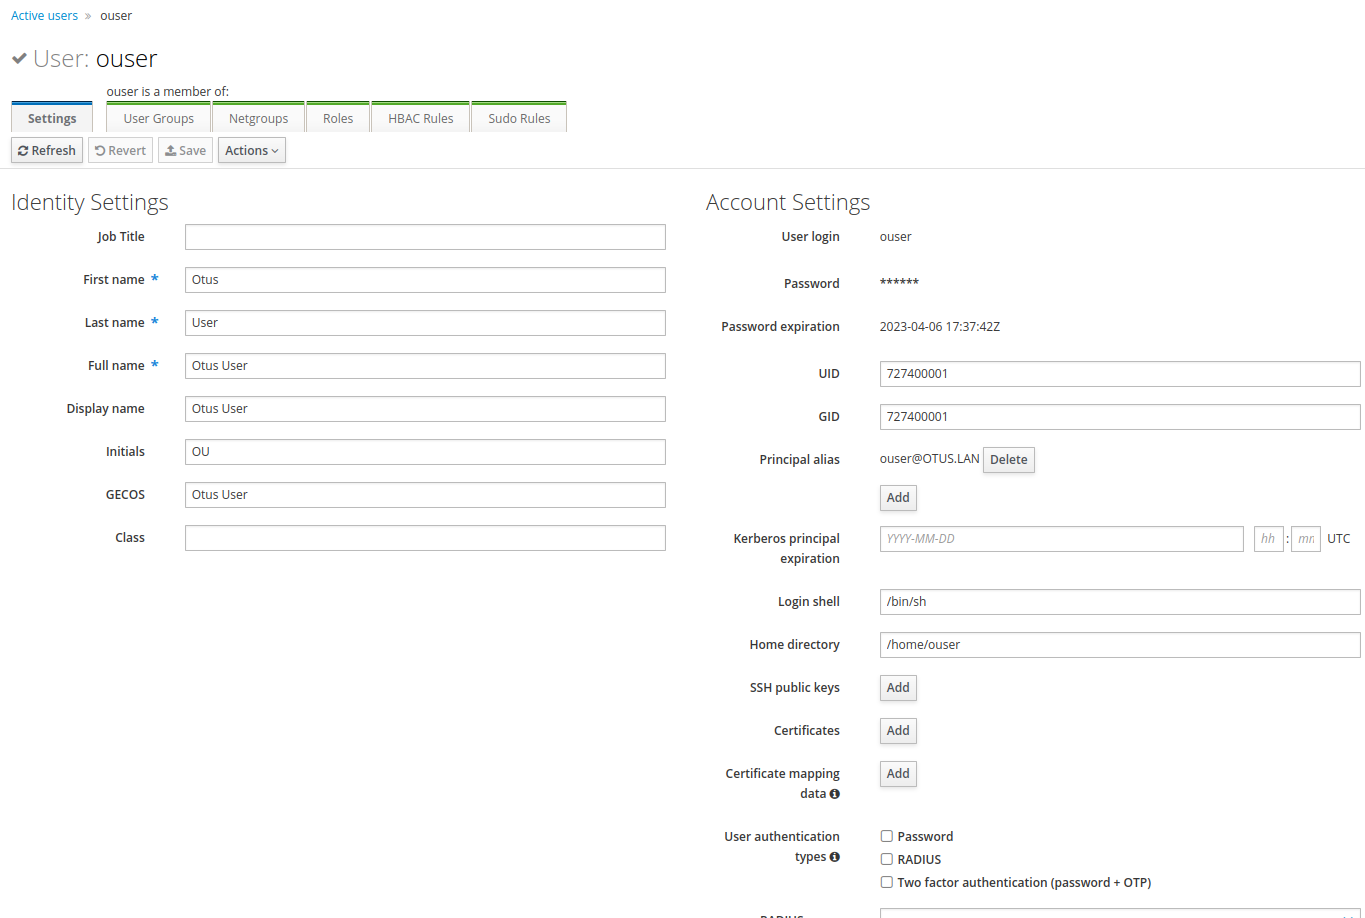 Active users » ouser
User: ouser
ouser is a member of:
Settings User Groups Netgroups Roles HBAC Rules Sudo Rules
Refresh Revert Save Actions
Identity Settings
Job Title
First name * Otus
Last name * User
Full name * Otus User
Display name Otus User
Initials OU
GECOS Otus User
Class
Account Settings
User login ouser
Password ******
Password expiration 2023-04-06 17:37:42Z
UID 727400001
GID 727400001
Principal alias ouser@OTUS.LAN Delete
Add
Kerberos principal YYYY-MM-DD hh : mm UTC
expiration
Login shell /bin/sh
Home directory /home/ouser
SSH public keys Add
Certificates Add
Certificate mapping Add
data
User authentication Password
types RADIUS
Two factor authentication (password + OTP)